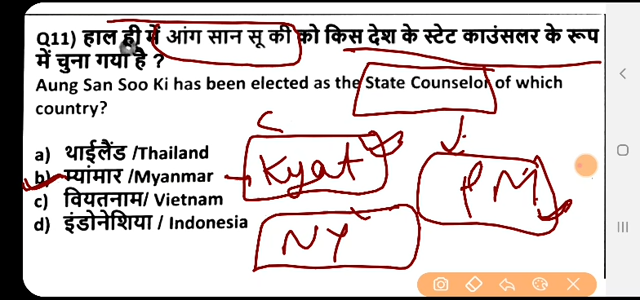 Q11) हाल ही में आंग सान सू की को किस देश के स्टेट काउंसलर के रूप
में चुना गया है ?
Aung San Soo Ki has been elected as the State Counselor of which
country?
a) थाईलैंड /Thailand
b) म्यांमार /Myanmar
c) वियतनाम/ Vietnam
d) इंडोनेशिया / Indonesia
Kyat
PM
NY